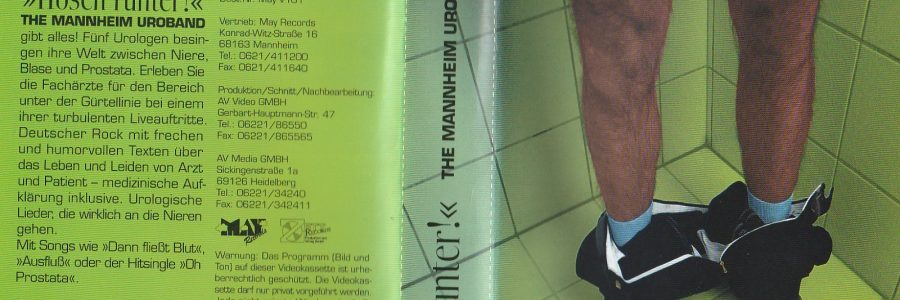 »Hosen runter!«
THE MANNHEIM UROBAND
gibt alles! Fünf Urologen besin-
gen ihre Welt zwischen Niere,
Blase und Prostata. Erleben Sie
die Fachärzte für den Bereich
unter der Gürtellinie bei einem
ihrer turbulenten Liveauftritte.
Deutscher Rock mit frechen
und humorvollen Texten über
das Leben und Leiden von Arzt
und Patient – medizinische Auf-
klärung inklusive. Urologische
Lieder, die wirklich an die Nieren
gehen.
Mit Songs wie »Dann fließt Blut«,
»Ausfluß« oder der Hitsingle »Oh
Prostata«.
Vertrieb: May Records
Konrad-Witz-Straße 16
68163 Mannheim
Tel.: 0621/411200
Fax: 0621/411640
Produktion/Schnitt/Nachbearbeitung:
AV Video GMBH
Gerbart-Hauptmann-Str. 47
Tel.: 06221/86550
Fax: 06221/865565
AV Media GMBH
Sickingenstraße 1a
69126 Heidelberg
Tel.: 06221/34240
Fax: 06221/342411
MAY
Records
Warnung: Das Programm (Bild und
Ton) auf dieser Videokassette ist urhe-
berrechtlich geschützt. Die Videokas-
sette darf nur privat vorgeführt werden.
THE MANNHEIM URO
unter!«